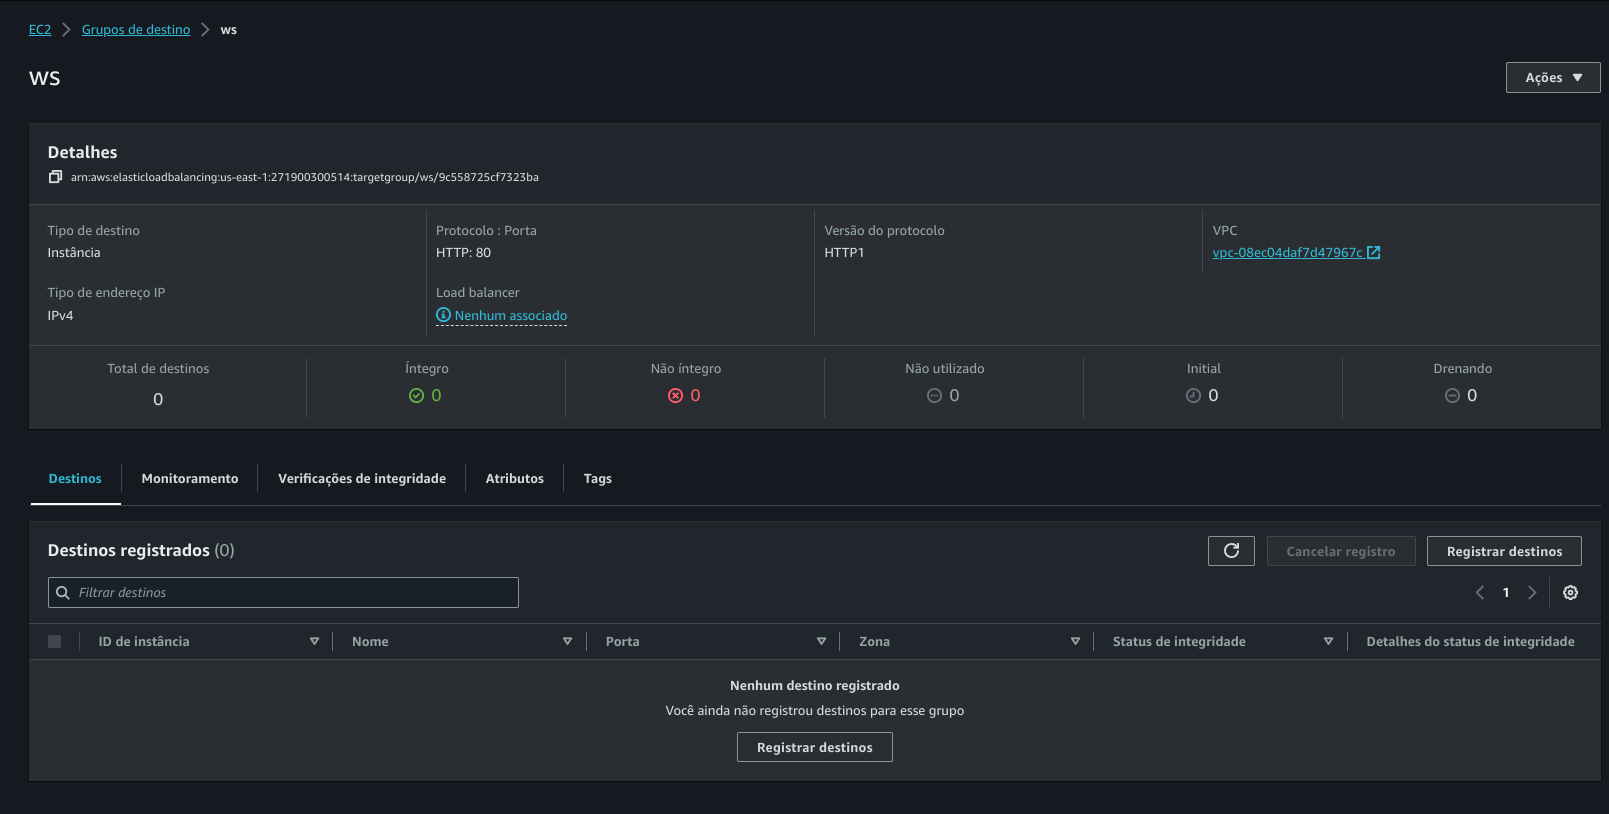 EC2 > Grupos de destino > ws
ws
Ações
Detalhes
arn:aws:elasticloadbalancing:us-east-1:271900300514:targetgroup/ws/9c558725cf7323ba
Tipo de destino
Instância
Protocolo : Porta
HTTP: 80
Versão do protocolo
HTTP1
VPC
vpc-08ec04daf7d47967c
Tipo de endereço IP
IPv4
Load balancer
Nenhum associado
Total de destinos
0
Íntegro
0
Não íntegro
0
Não utilizado
0
Initial
0
Drenando
0
Destinos
Monitoramento
Verificações de integridade
Atributos
Tags
Destinos registrados (0)
Cancelar registro
Registrar destinos
Filtrar destinos
1
ID de instância
Nome
Porta
Zona
Status de integridade
Detalhes do status de integridade
Nenhum destino registrado
Você ainda não registrou destinos para esse grupo
Registrar destinos